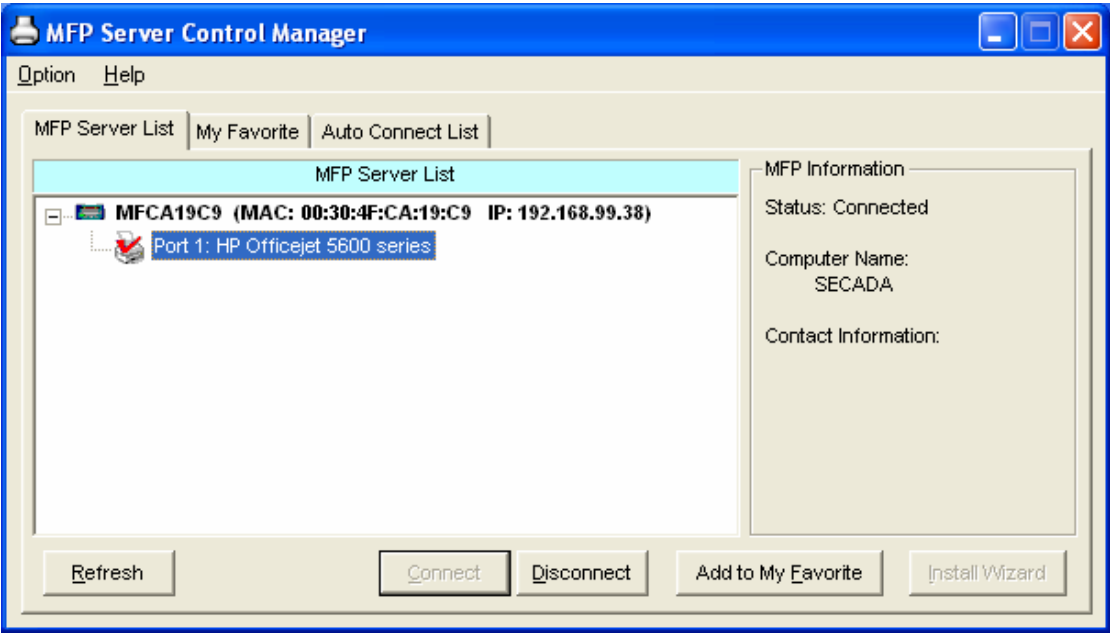 MFP Server Control Manager
Option Help
MFP Server List My Favorite Auto Connect List
MFP Server List
MFCA19C9 (MAC: 00:30:4F:CA:19:C9 IP: 192.168.99.38)
Port 1: HP Officejet 5600 series
MFP Information
Status: Connected
Computer Name:
SECADA
Contact Information:
Refresh Connect Disconnect Add to My Favorite Install Wizard